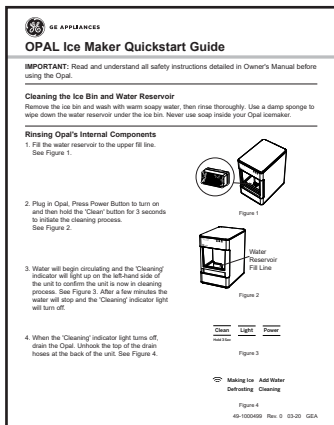 GE APPLIANCES
OPAL Ice Maker Quickstart Guide
IMPORTANT: Read and understand all safety instructions detailed in Owner's Manual before
using the Opal.
Cleaning the Ice Bin and Water Reservoir
Remove the ice bin and wash with warm soapy water, then rinse thoroughly. Use a damp sponge to
wipe down the water reservoir under the ice bin. Never use soap inside your Opal icemaker.
Rinsing Opal's Internal Components
1. Fill the water reservoir to the upper fill line.
See Figure 1.
Figure 1
2. Plug in Opal, Press Power Button to turn on
and then hold the 'Clean' button for 3 seconds
to initiate the cleaning process.
See Figure 2.
Water
Reservoir
Fill Line
Figure 2
3. Water will begin circulating and the 'Cleaning'
indicator will light up on the left-hand side of
the unit to confirm the unit is now in cleaning
process. See Figure 3. After a few minutes the
water will stop and the 'Cleaning' indicator light
will turn off.
Clean Light Power
Hold 3 Sec
Figure 3
4. When the 'Cleaning' indicator light turns off,
drain the Opal. Unhook the top of the drain
hoses at the back of the unit. See Figure 4.
Making Ice Add Water
Defrosting Cleaning
Figure 4
49-1000499 Rev. 0 03-20 GEA